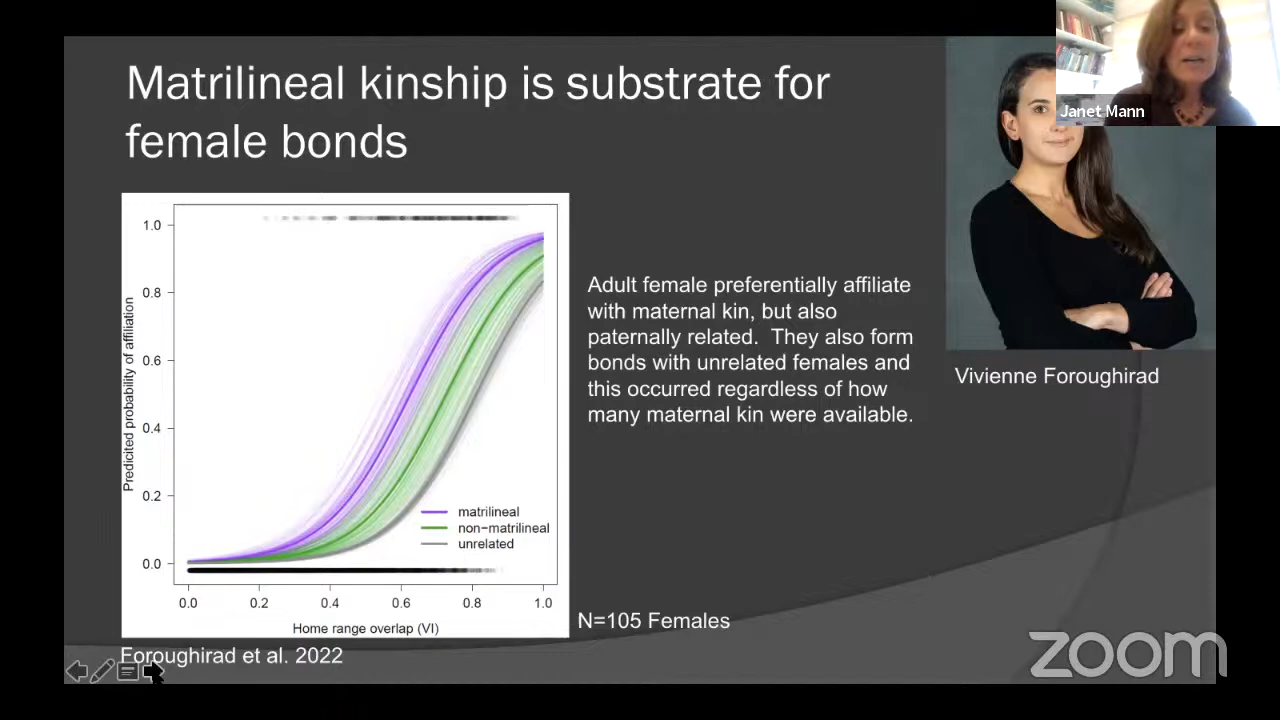 Matrilineal kinship is substrate for
female bonds
Janet Mann
Adult female preferentially affiliate
with maternal kin, but also
paternally related.  They also form
bonds with unrelated females and
this occurred regardless of how
many maternal kin were available.
Vivienne Foroughirad
Predicited probability of affiliation
1.0
0.8
0.6
0.4
0.2
0.0
matrilineal
non−matrilineal
unrelated
0.0 0.2 0.4 0.6 0.8 1.0
Home range overlap (VI)
N=105 Females
Foroughirad et al. 2022
zoom